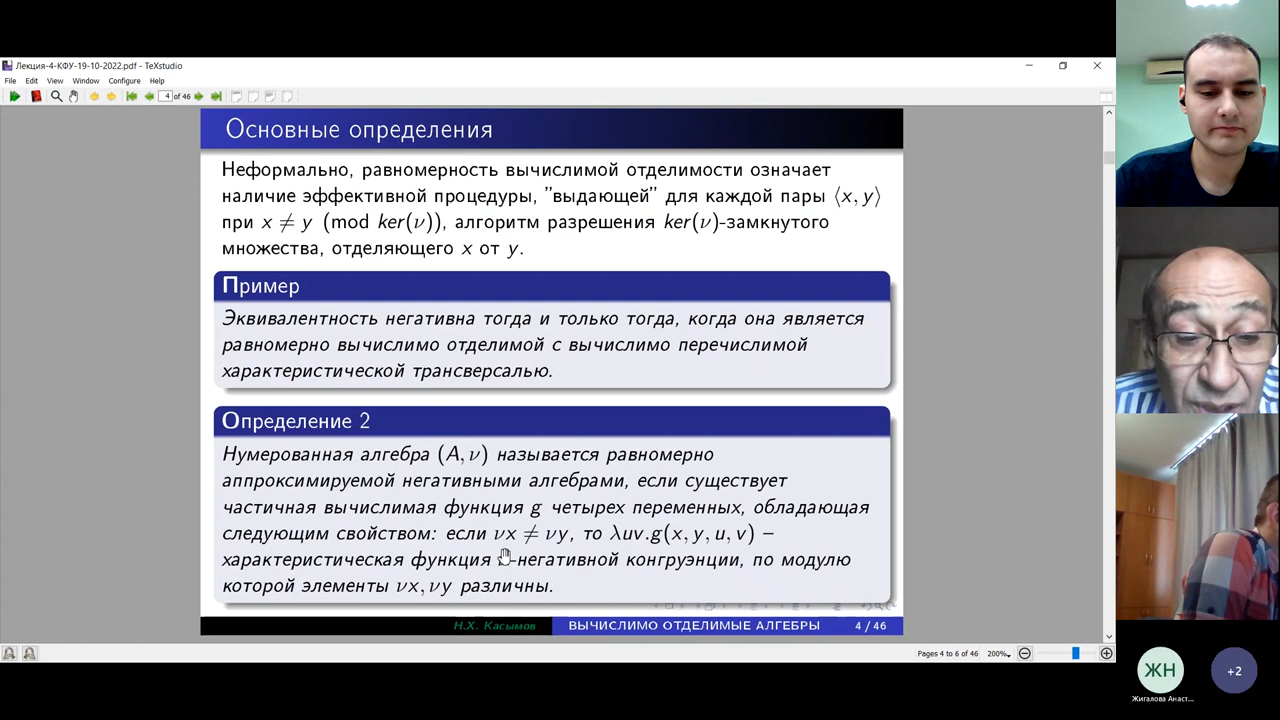 Лекция-4-КФУ-19-10-2022.pdf - TeXstudio
File Edit View Window Configure Help
4 of 46
Основные определения
Неформально, равномерность вычислимой отделимости означает
наличие эффективной процедуры, "выдающей" для каждой пары ⟨x, y⟩
при x ≠ y (mod ker(ν)), алгоритм разрешения ker(ν)-замкнутого
множества, отделяющего x от y.
Пример
Эквивалентность негативна тогда и только тогда, когда она является
равномерно вычислимо отделимой с вычислимо перечислимой
характеристической трансверсалью.
Определение 2
Нумерованная алгебра (A, ν) называется равномерно
аппроксимируемой негативными алгебрами, если существует
частичная вычислимая функция g четырех переменных, обладающая
следующим свойством: если νx ≠ νy, то λuv.g(x, y, u, v) –
характеристическая функция -негативной конгруэнции, по модулю
которой элементы νx, νy различны.
Н.Х. Касымов ВЫЧИСЛИМО ОТДЕЛИМЫЕ АЛГЕБРЫ 4 / 46
Pages 4 to 6 of 46 200%
ЖН
+2
Жигалова Анаст...